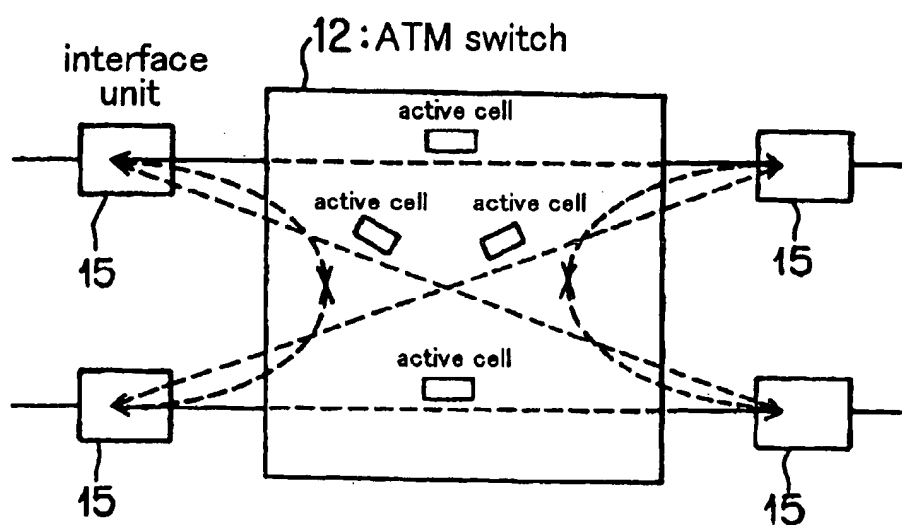 12:ATM switch
interface
unit
active cell
active cell
active cell
15
15
active cell
15
15